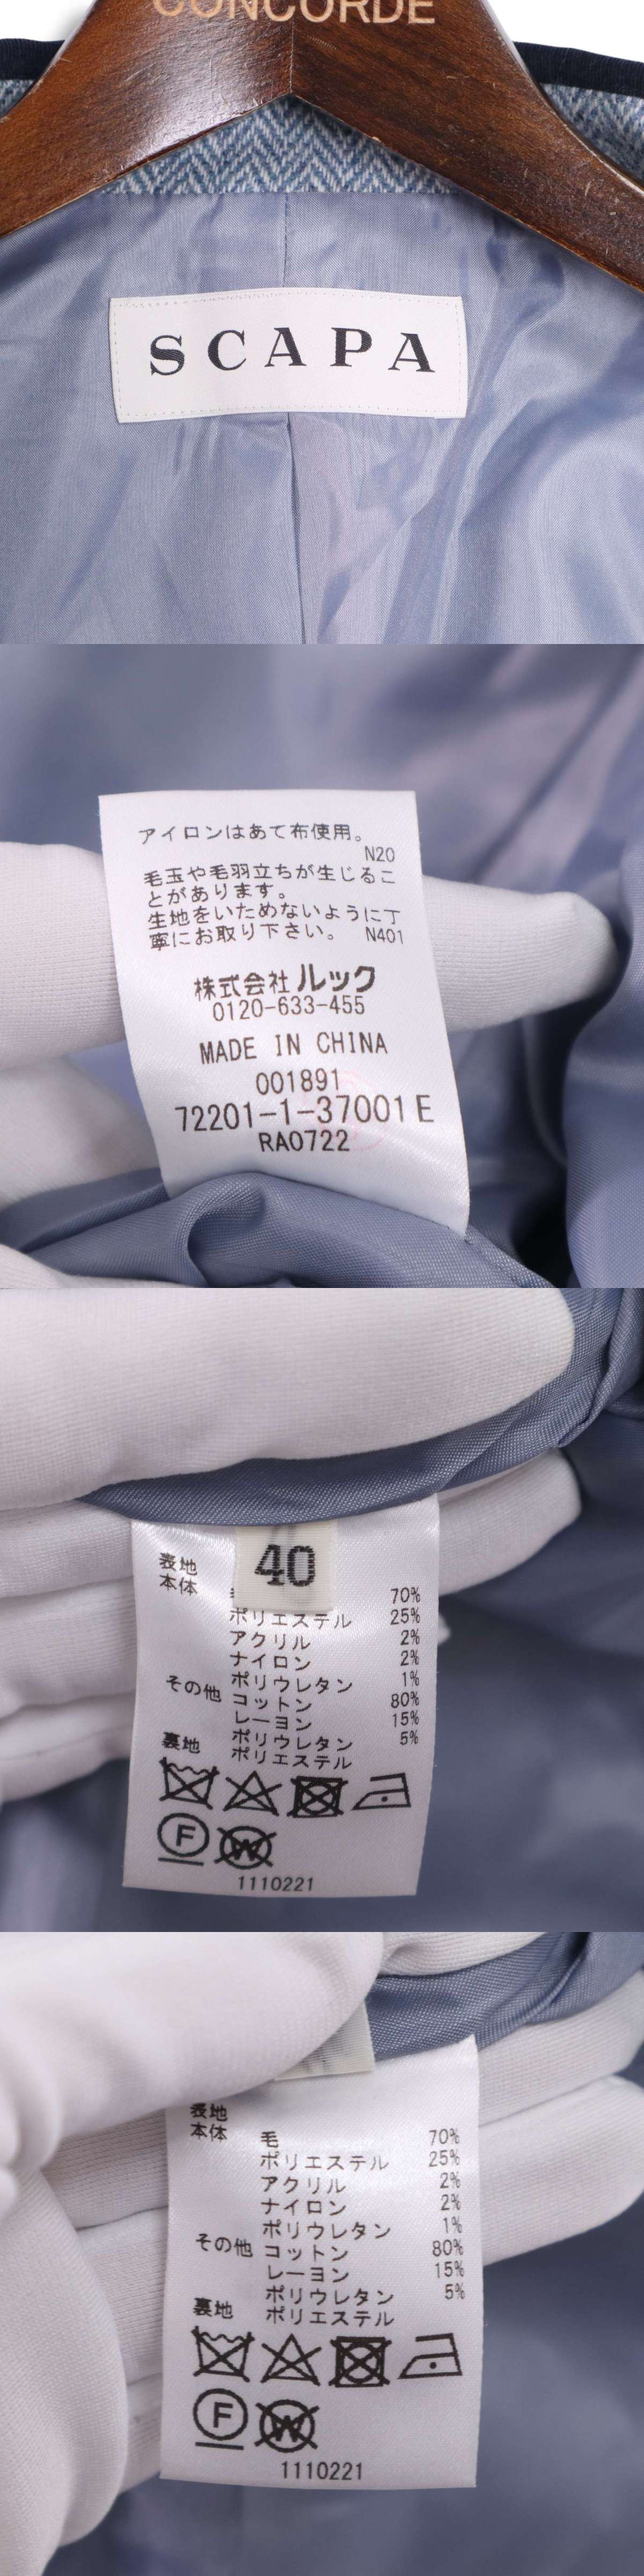 CONCORDE
SCAPA
アイロンはあて布使用。
N20
毛玉や毛羽立ちが生じるこ
とがあります。
生地をいためないように丁
寧にお取り下さい。 N401
株式会社ルック
0120-633-455
MADE IN CHINA
001891
72201-1-37001 E
RA0722
40
表地
本体 70%
ポリエステル 25%
アクリル 2%
ナイロン 2%
ポリウレタン 1%
その他 コットン 80%
レーヨン 15%
ポリウレタン 5%
裏地 ポリエステル
F
W
1110221
表地
本体 毛 70%
ポリエステル 25%
アクリル 2%
ナイロン 2%
ポリウレタン 1%
その他 コットン 80%
レーヨン 15%
ポリウレタン 5%
裏地 ポリエステル
F
W
1110221